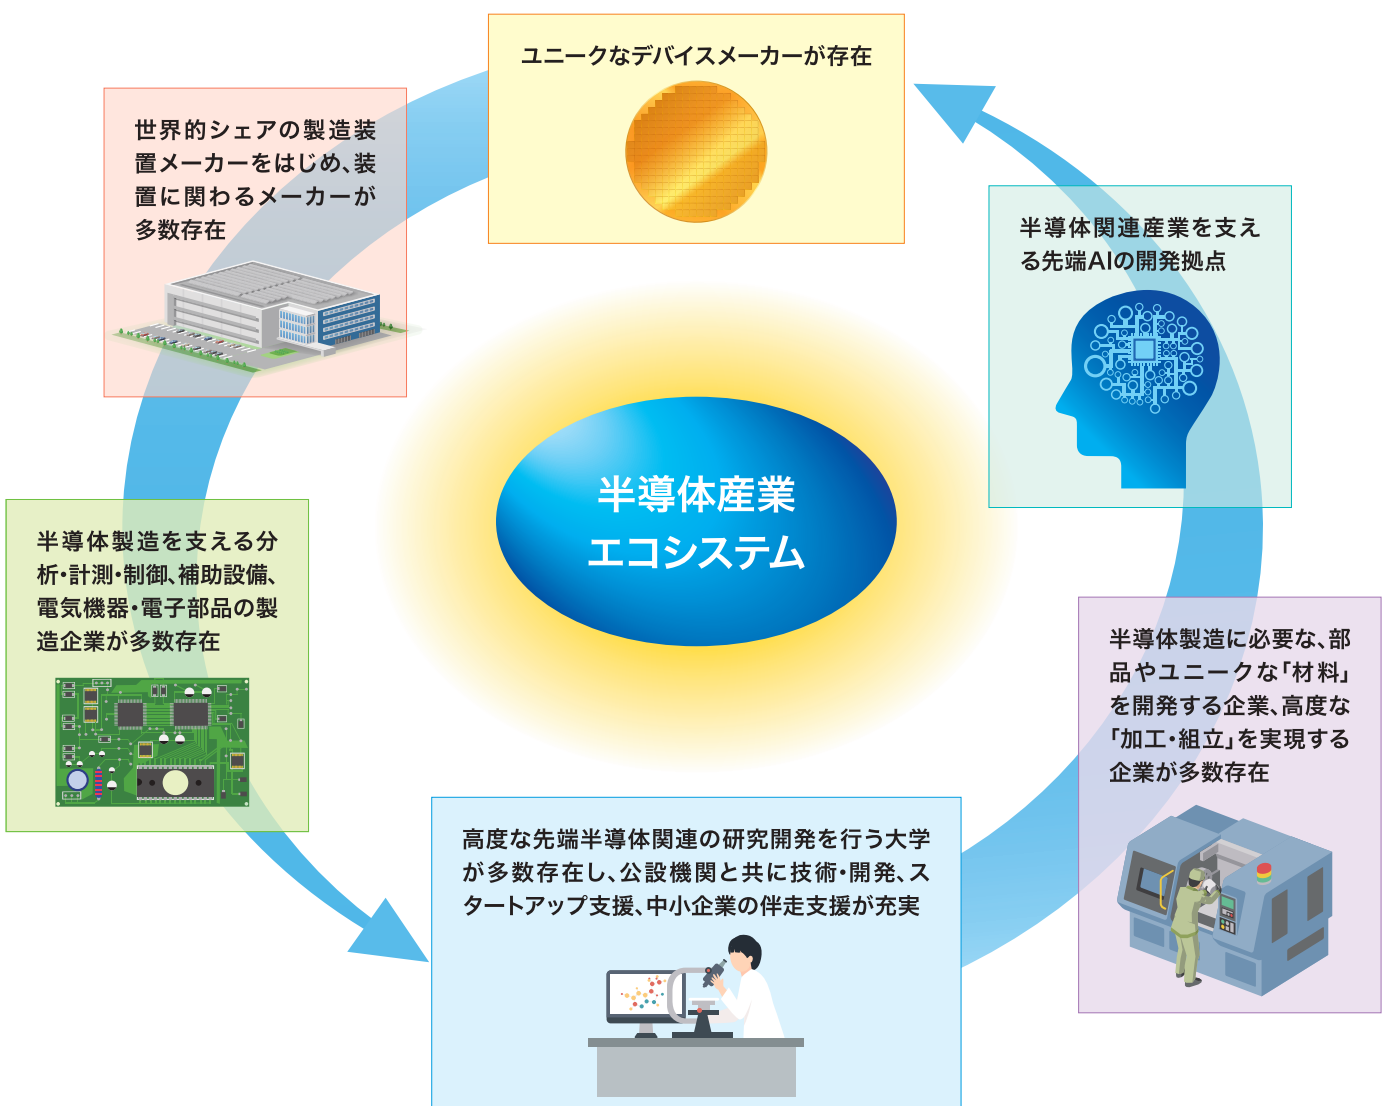 ユニークなデバイスメーカーが存在
世界的シェアの製造装
置メーカーをはじめ、装
置に関わるメーカーが
多数存在
半導体関連産業を支え
る先端AIの開発拠点
半導体産業
エコシステム
半導体製造を支える分
析・計測・制御、補助設備、
電気機器・電子部品の製
造企業が多数存在
半導体製造に必要な、部
品やユニークな「材料」
を開発する企業、高度な
「加工・組立」を実現する
企業が多数存在
高度な先端半導体関連の研究開発を行う大学
が多数存在し、公設機関と共に技術・開発、ス
タートアップ支援、中小企業の伴走支援が充実